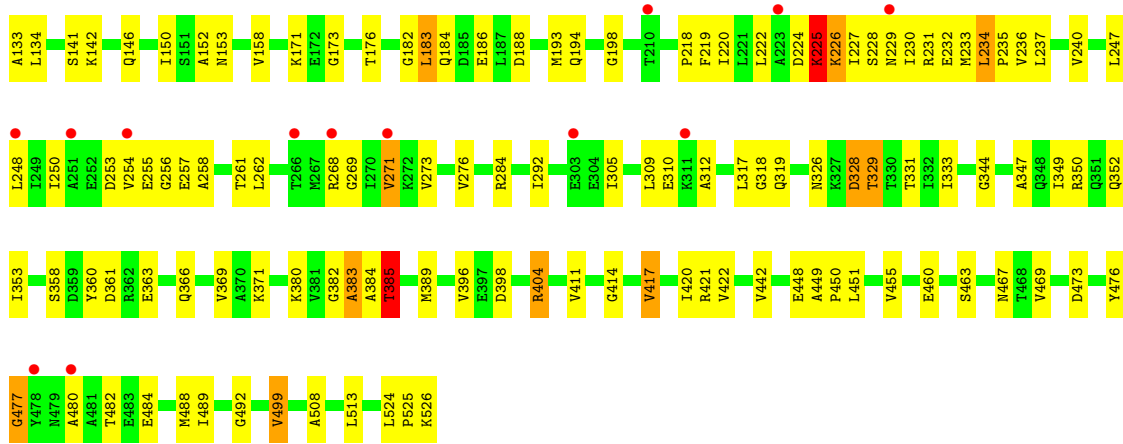 A133 L134 S141 K142 Q146 I150 S151 A152 N153 V158 K171 E172 G173 T176 G182 L183 Q184 D185 E186 L187 D188 M193 Q194 G198 T210 P218 F219 I220 L221 L222 A223 D224 K225 K226 I227 S228 N229 I230 R231 E232 M233 L234 P235 V236 L237 V240 L247
L248 I249 I250 A251 E252 D253 V254 E255 G256 E257 A258 T261 L262 T266 M267 R268 G269 I270 V271 K272 V273 V276 R284 I292 E303 E304 I305 L309 E310 K311 A312 L317 G318 Q319 N326 K327 D328 T329 T330 T331 I332 I333 G344 A347 Q348 I349 R350 Q351 Q352
I353 S358 D359 Y360 D361 R362 E363 Q366 V369 A370 K371 K380 V381 G382 A383 A384 T385 M389 V396 E397 D398 R404 V411 G414 V417 I420 R421 V422 V442 E448 A449 P450 L451 V455 E460 S463 N467 T468 V469 D473 Y476
G477 Y478 N479 A480 A481 T482 E483 E484 M488 I489 G492 V499 A508 L513 L524 P525 K526